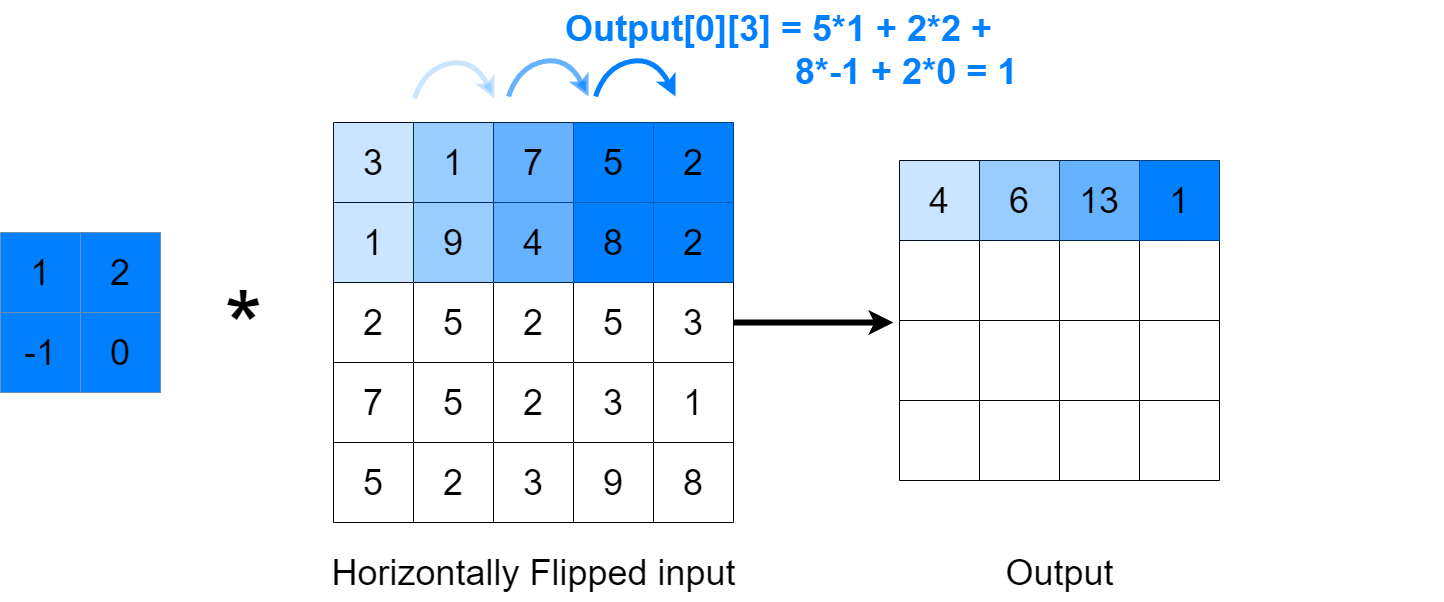 Output[0][3] = 5*1 + 2*2 +
8*-1 + 2*0 = 1
3 1 7 5 2
1 9 4 8 2
2 5 2 5 3
7 5 2 3 1
5 2 3 9 8
1 2
-1 0
*
4 6 13 1
Horizontally Flipped input
Output